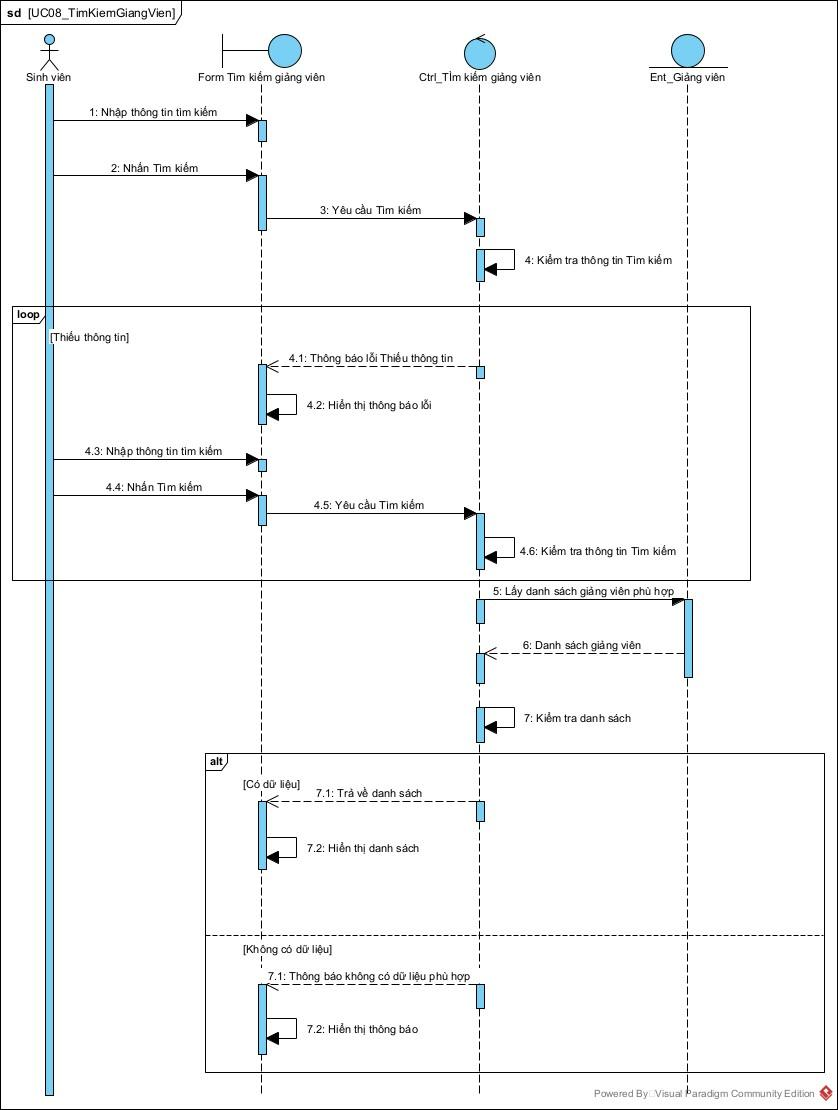 sd [UC08_TimKiemGiangVien]
Sinh viên
Form Tìm kiếm giảng viên
Ctrl_TÌm kiếm giảng viên
Ent_Giảng viên
1: Nhập thông tin tìm kiếm
2: Nhấn Tìm kiếm
3: Yêu cầu Tìm kiếm
4: Kiểm tra thông tin Tìm kiếm
loop
[Thiếu thông tin]
4.1: Thông báo lỗi Thiếu thông tin
4.2: Hiển thị thông báo lỗi
4.3: Nhập thông tin tìm kiếm
4.4: Nhấn Tìm kiếm
4.5: Yêu cầu Tìm kiếm
4.6: Kiểm tra thông tin Tìm kiếm
5: Lấy danh sách giảng viên phù hợp
6: Danh sách giảng viên
7: Kiểm tra danh sách
alt
[Có dữ liệu]
7.1: Trả về danh sách
7.2: Hiển thị danh sách
[Không có dữ liệu]
7.1: Thông báo không có dữ liệu phù hợp
7.2: Hiển thị thông báo
Powered By Visual Paradigm Community Edition